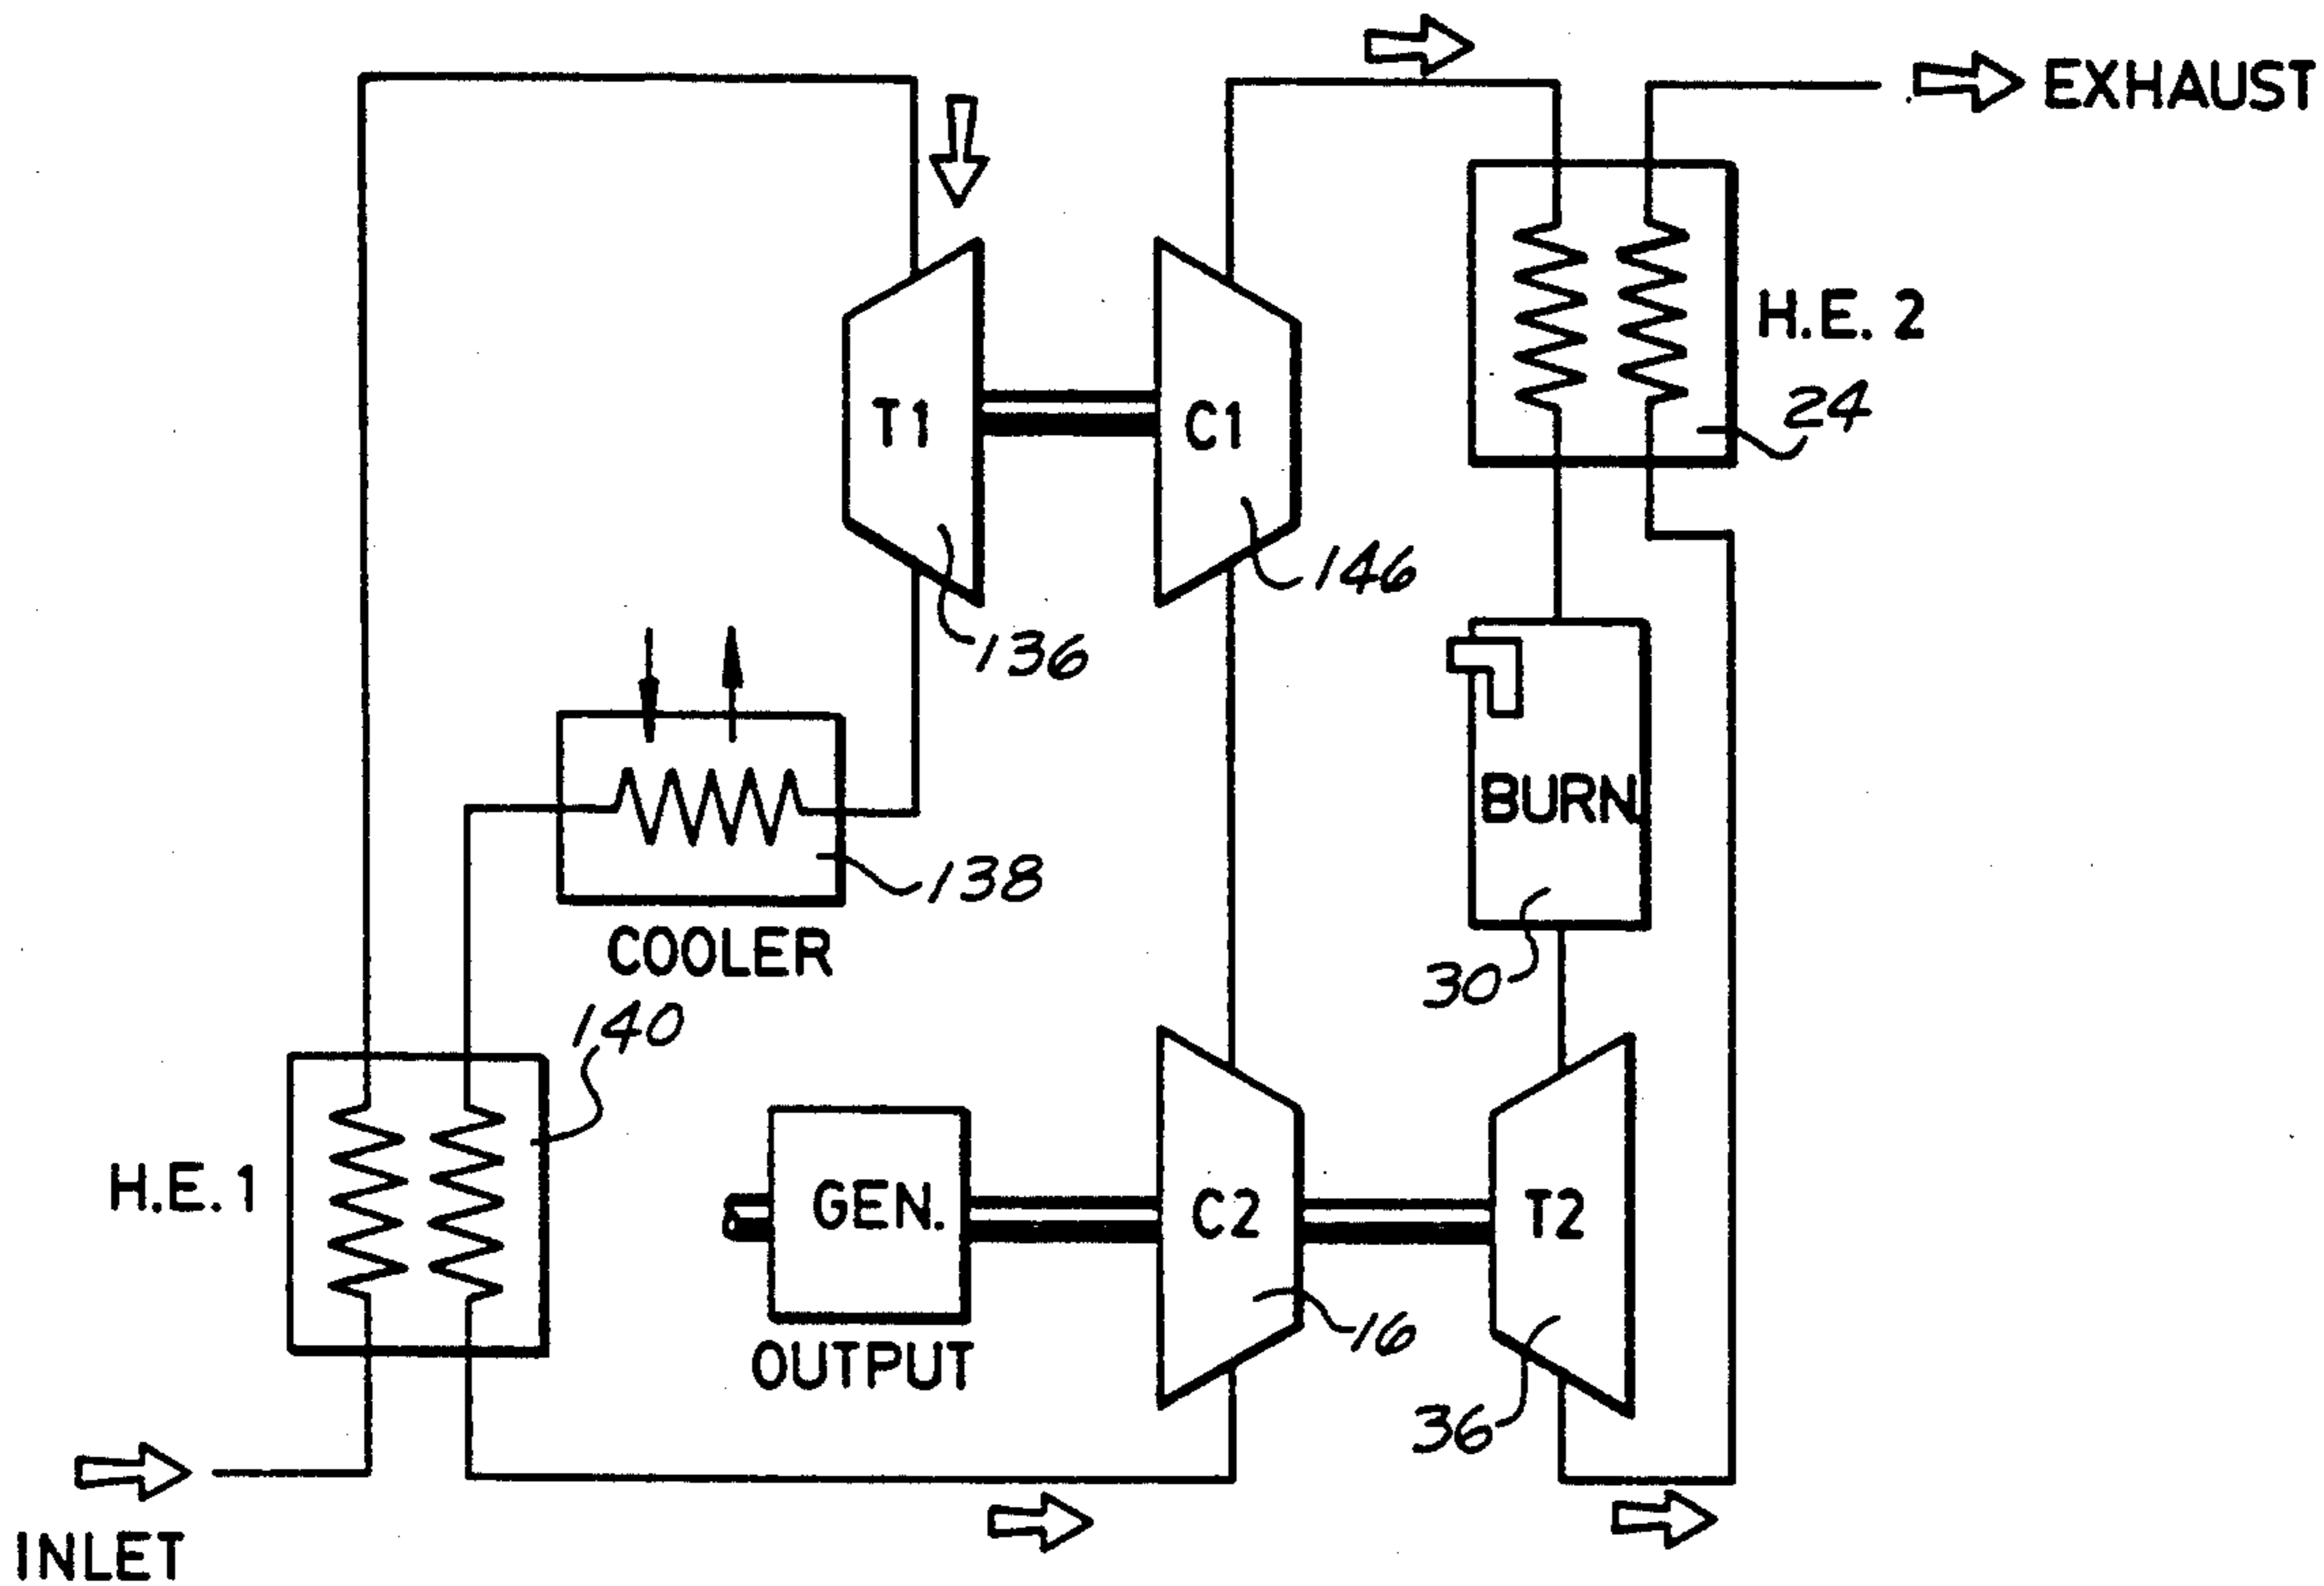 EXHAUST
H.E. 2
24
T1
C1
146
136
138
COOLER
BURN.
30
140
H.E. 1
GEN.
C2
T2
OUTPUT
16
36
INLET